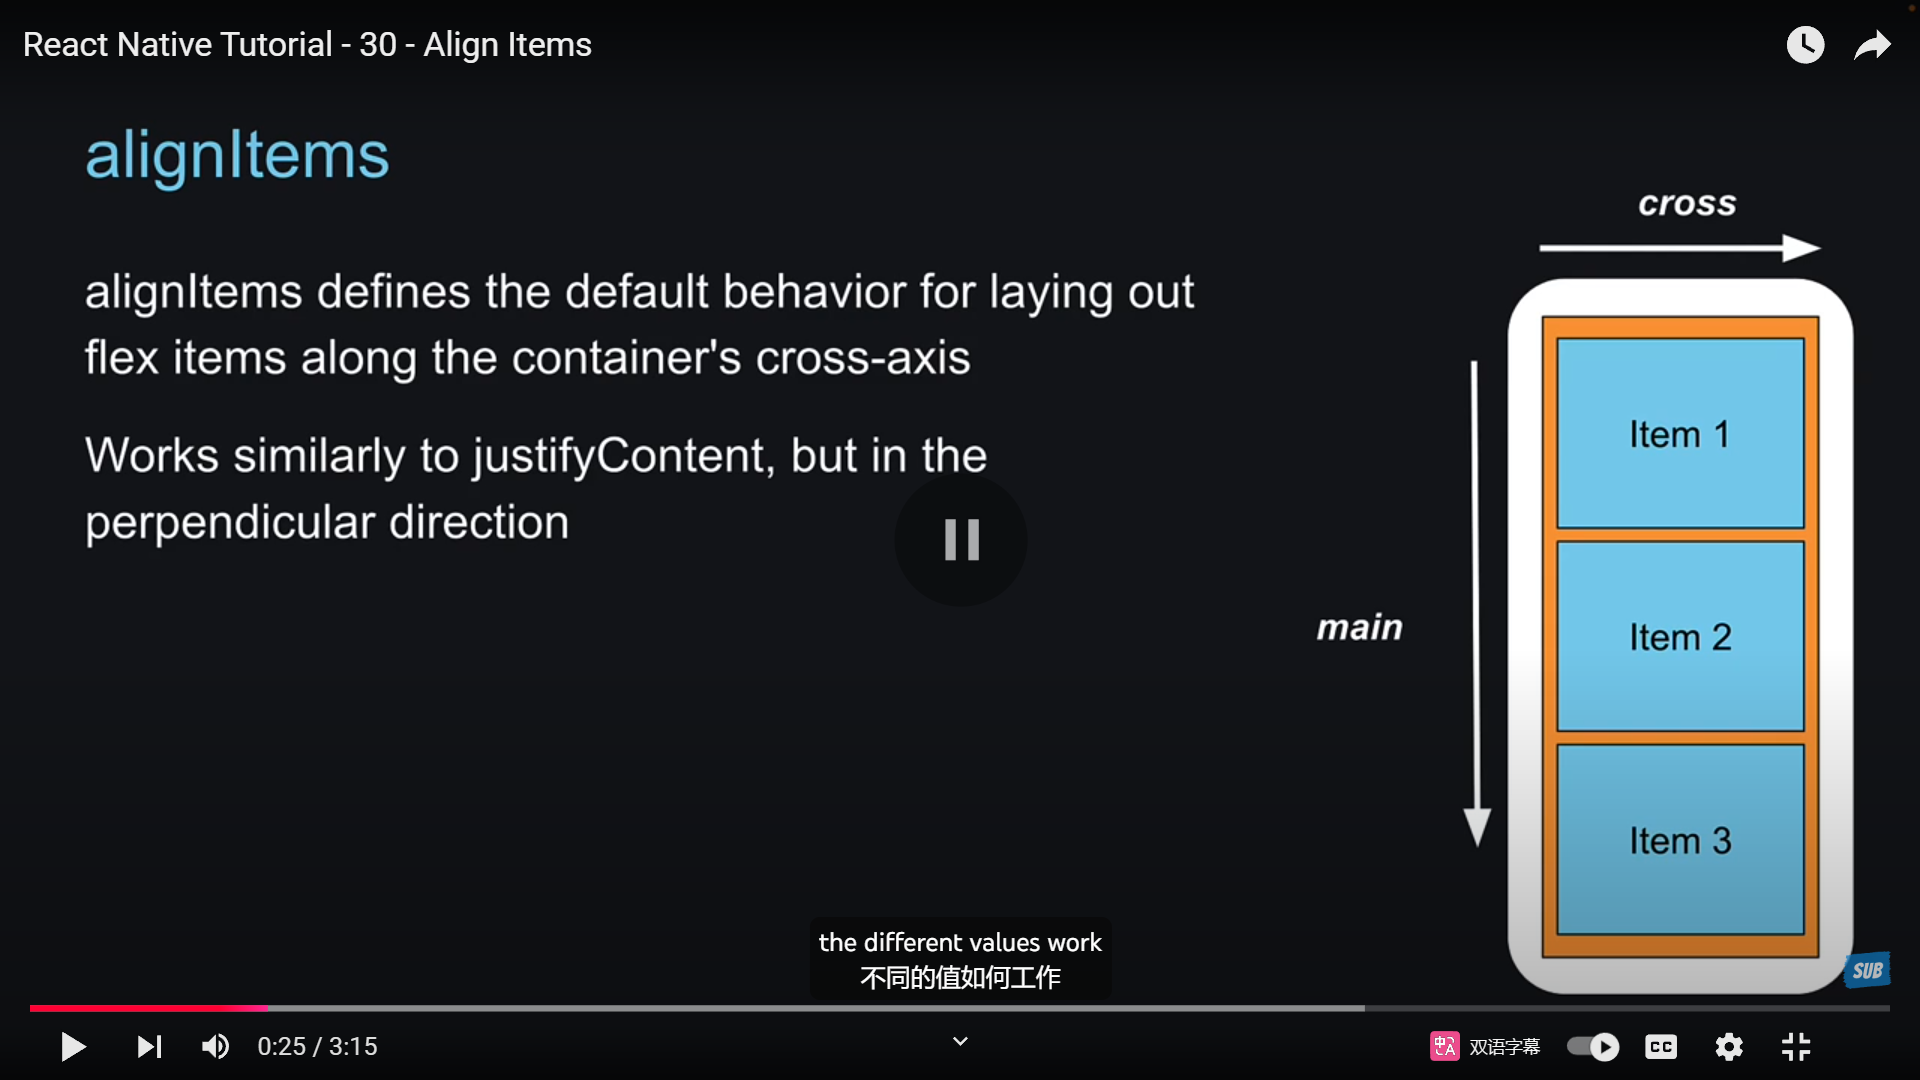 React Native Tutorial - 30 - Align Items
alignItems
alignItems defines the default behavior for laying out
flex items along the container's cross-axis
Works similarly to justifyContent, but in the
perpendicular direction
cross
main
Item 1
Item 2
Item 3
the different values work
不同的值如何工作
SUB
0:25 / 3:15
中 A
双语字幕
CC